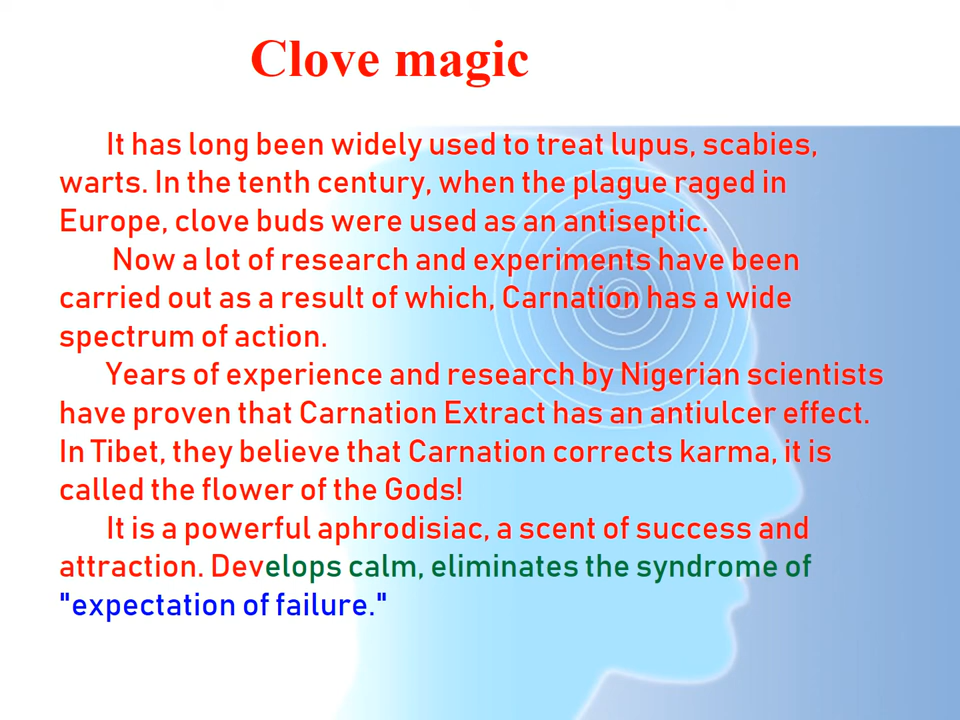 Clove magic
It has long been widely used to treat lupus, scabies,
warts. In the tenth century, when the plague raged in
Europe, clove buds were used as an antiseptic.
Now a lot of research and experiments have been
carried out as a result of which, Carnation has a wide
spectrum of action.
Years of experience and research by Nigerian scientists
have proven that Carnation Extract has an antiulcer effect.
In Tibet, they believe that Carnation corrects karma, it is
called the flower of the Gods!
It is a powerful aphrodisiac, a scent of success and
attraction. Develops calm, eliminates the syndrome of
"expectation of failure."